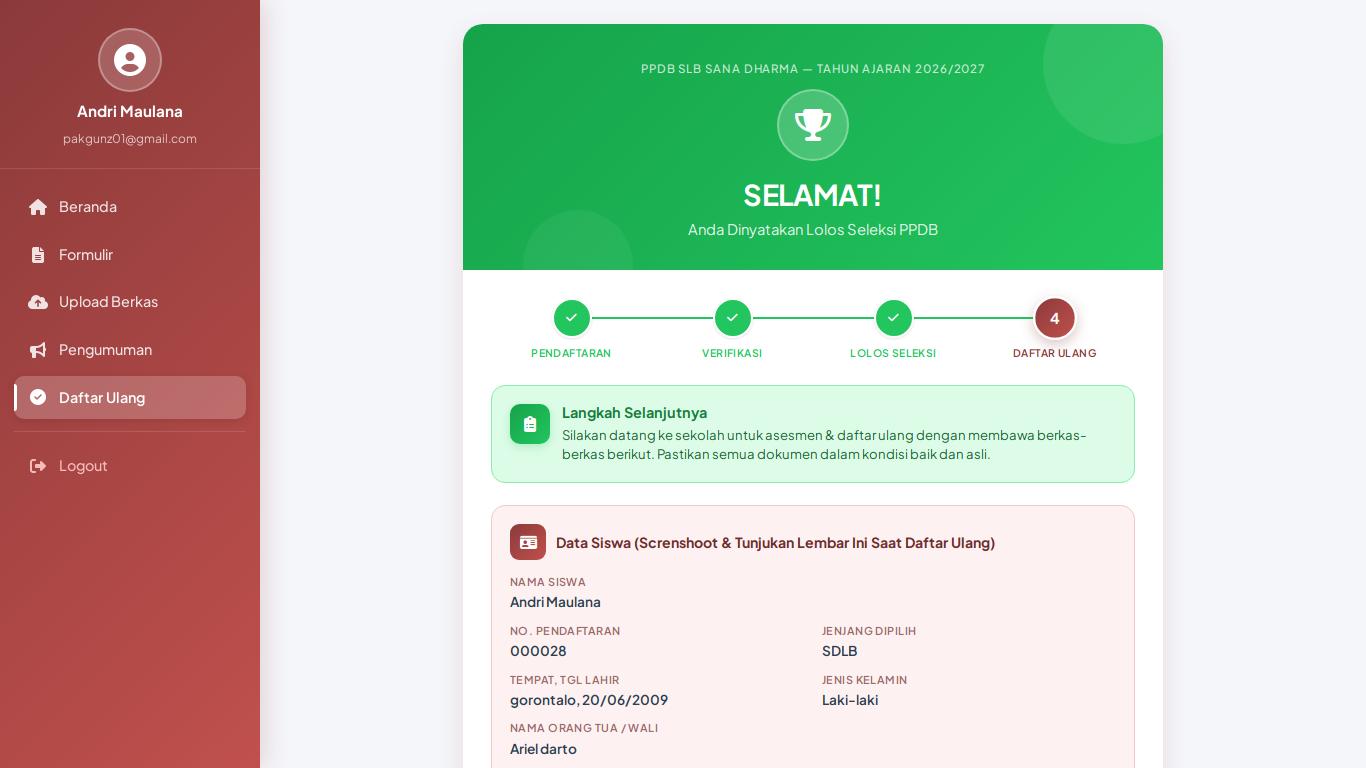 Andri Maulana
pakgunz01@gmail.com
Beranda
Formulir
Upload Berkas
Pengumuman
Daftar Ulang
Logout
PPDB SLB SANA DHARMA — TAHUN AJARAN 2026/2027
SELAMAT!
Anda Dinyatakan Lolos Seleksi PPDB
4
PENDAFTARAN
VERIFIKASI
LOLOS SELEKSI
DAFTAR ULANG
Langkah Selanjutnya
Silakan datang ke sekolah untuk asesmen & daftar ulang dengan membawa berkas-
berkas berikut. Pastikan semua dokumen dalam kondisi baik dan asli.
Data Siswa (Screnshoot & Tunjukan Lembar Ini Saat Daftar Ulang)
NAMA SISWA
Andri Maulana
NO. PENDAFTARAN
000028
JENJANG DIPILIH
SDLB
TEMPAT, TGL LAHIR
gorontalo, 20/06/2009
JENIS KELAMIN
Laki-laki
NAMA ORANG TUA / WALI
Ariel darto